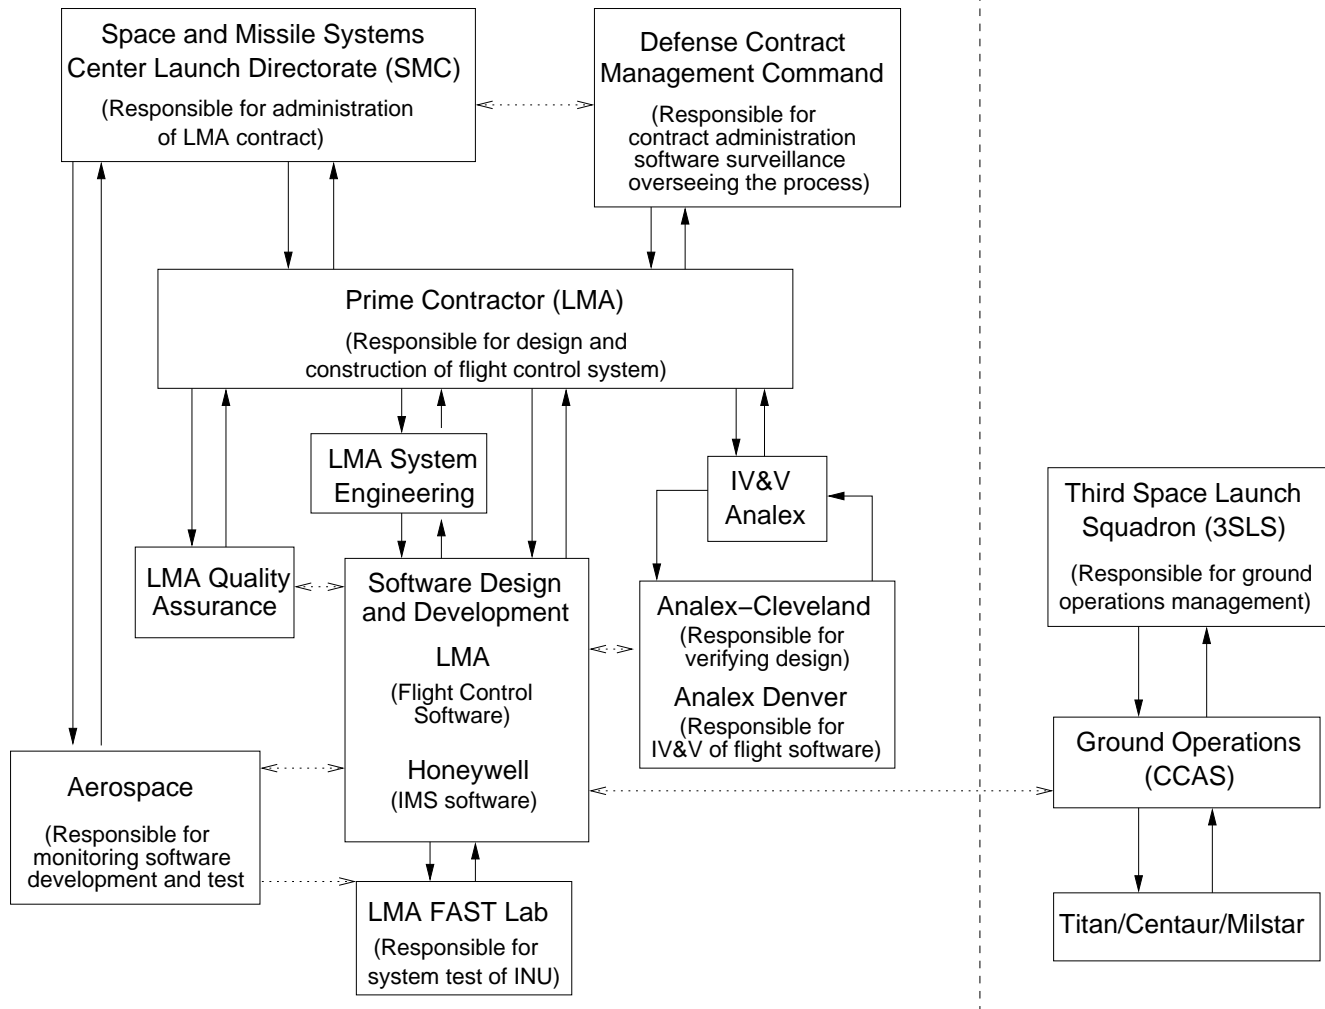 Space and Missile Systems
Center Launch Directorate (SMC)
(Responsible for administration
of LMA contract)
Defense Contract
Management Command
(Responsible for
contract administration
software surveillance
overseeing the process)
Prime Contractor (LMA)
(Responsible for design and
construction of flight control system)
LMA System
Engineering
IV&V
Analex
Third Space Launch
Squadron (3SLS)
(Responsible for ground
operations management)
LMA Quality
Assurance
Software Design
and Development
LMA
(Flight Control
Software)
Honeywell
(IMS software)
Analex−Cleveland
(Responsible for
verifying design)
Analex Denver
(Responsible for
IV&V of flight software)
Ground Operations
(CCAS)
Aerospace
(Responsible for
monitoring software
development and test
LMA FAST Lab
(Responsible for
system test of INU)
Titan/Centaur/Milstar